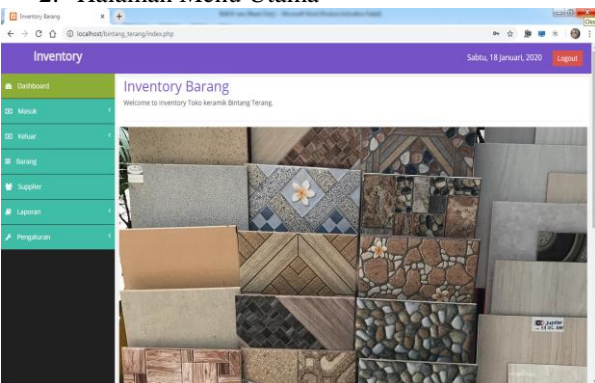 2. Halaman Menu Utama
Inventory Barang
localhost/bintang_terang/index.php
Inventory
Sabtu, 18 Januari, 2020
Logout
Dashboard
Masuk
Keluar
Barang
Supplier
Laporan
Pengaturan
Inventory Barang
Welcome to Inventory Toko keramik Bintang Terang.